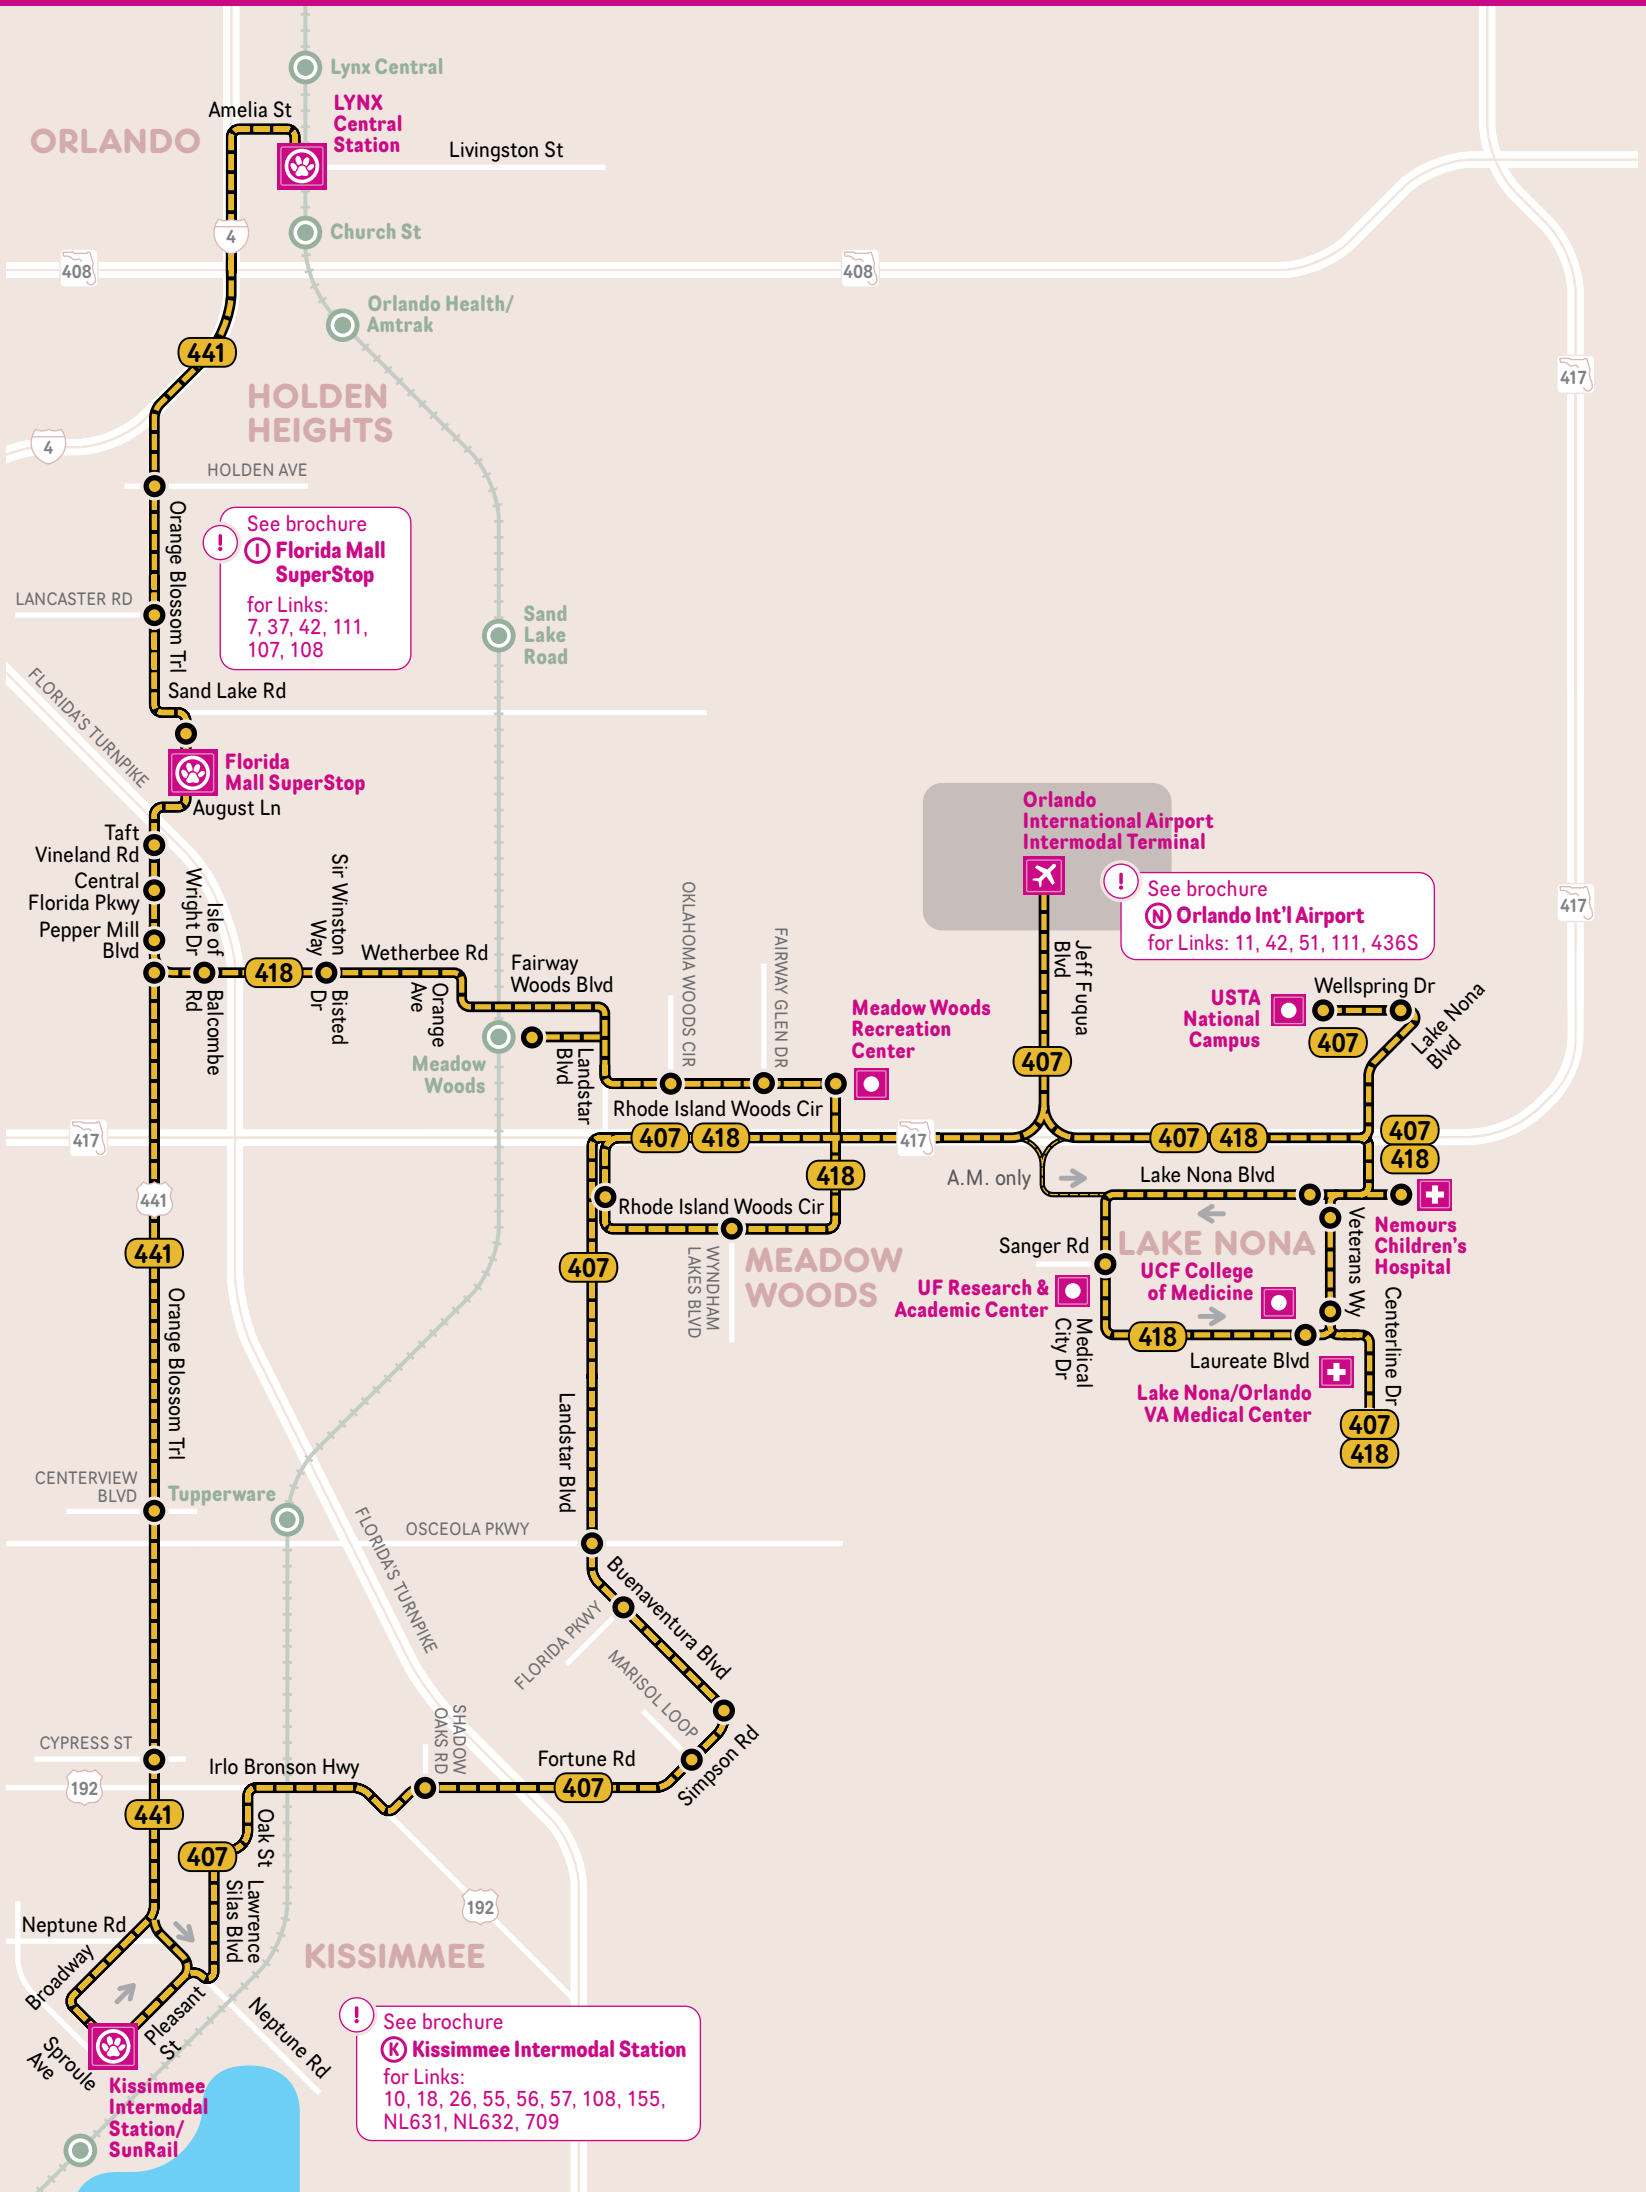 Lynx Central
Amelia St
LYNX
Central
Station
ORLANDO
Livingston St
4
Church St
408
408
Orlando Health/
Amtrak
441
417
HOLDEN
HEIGHTS
4
HOLDEN AVE
Orange Blossom Trl
See brochure
!
I Florida Mall
SuperStop
for Links:
7, 37, 42, 111,
107, 108
LANCASTER RD
Sand
Lake
Road
FLORIDA'S TURNPIKE
Sand Lake Rd
Florida
Mall SuperStop
August Ln
Taft
Vineland Rd
Central
Florida Pkwy
Pepper Mill
Blvd
Isle of
Wright Dr
Balcombe
Rd
418
Sir Winston
Way
Bisted
Dr
Wetherbee Rd
Orange
Ave
Fairway
Woods Blvd
Meadow
Woods
Landstar
Blvd
OKLAHOMA WOODS CIR
FAIRWAY GLEN DR
Meadow Woods
Recreation
Center
Rhode Island Woods Cir
Orlando
International Airport
Intermodal Terminal
!
See brochure
N Orlando Int'l Airport
for Links: 11, 42, 51, 111, 436S
417
Jeff Fuqua
Blvd
407
USTA
National
Campus
Wellspring Dr
407
Lake Nona
Blvd
417
407
418
417
407
418
407
418
441
418
Rhode Island Woods Cir
A.M. only
Lake Nona Blvd
441
407
WYNDHAM
LAKES BLVD
MEADOW
WOODS
Sanger Rd
LAKE NONA
Veterans Wy
Nemours
Children's
Hospital
UF Research &
Academic Center
UCF College
of Medicine
Medical
City Dr
418
Laureate Blvd
Centerline Dr
Lake Nona/Orlando
VA Medical Center
407
418
Orange Blossom Trl
Landstar Blvd
CENTERVIEW
BLVD
Tupperware
OSCEOLA PKWY
FLORIDA'S TURNPIKE
Buenaventura Blvd
FLORIDA PKWY
MARISOL LOOP
Simpson Rd
SHADOW
OAKS RD
CYPRESS ST
192
Irlo Bronson Hwy
Fortune Rd
407
441
Oak St
407
Lawrence
Silas Blvd
192
Neptune Rd
Broadway
KISSIMMEE
Pleasant
St
Neptune Rd
Sproule
Ave
Kissimmee
Intermodal
Station/
SunRail
!
See brochure
K Kissimmee Intermodal Station
for Links:
10, 18, 26, 55, 56, 57, 108, 155,
NL631, NL632, 709